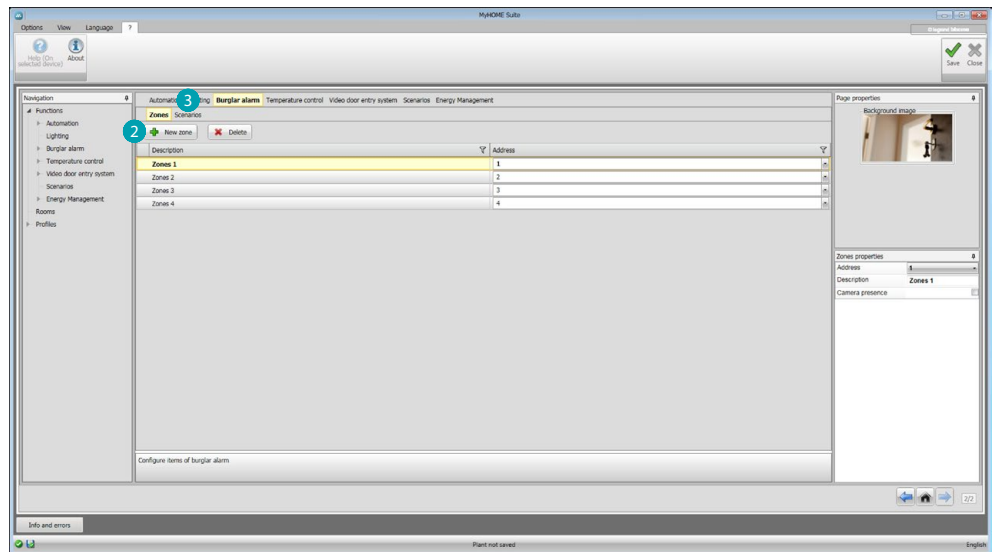 MyHOME Suite
Options View Language ?
Help (On selected device)
About
Save Close
Navigation
Functions
Automation
Lighting
Burglar alarm
Temperature control
Video door entry system
Scenarios
Energy Management
Rooms
Profiles
3
Burglar alarm Temperature control Video door entry system Scenarios Energy Management
Zones Scenarios
2 New zone Delete
Description Address
Zones 1 1
Zones 2 2
Zones 3 3
Zones 4 4
Configure items of burglar alarm
Page properties
Background image
Zones properties
Address 1
Description Zones 1
Camera presence
2/2
Info and errors
Plant not saved
English